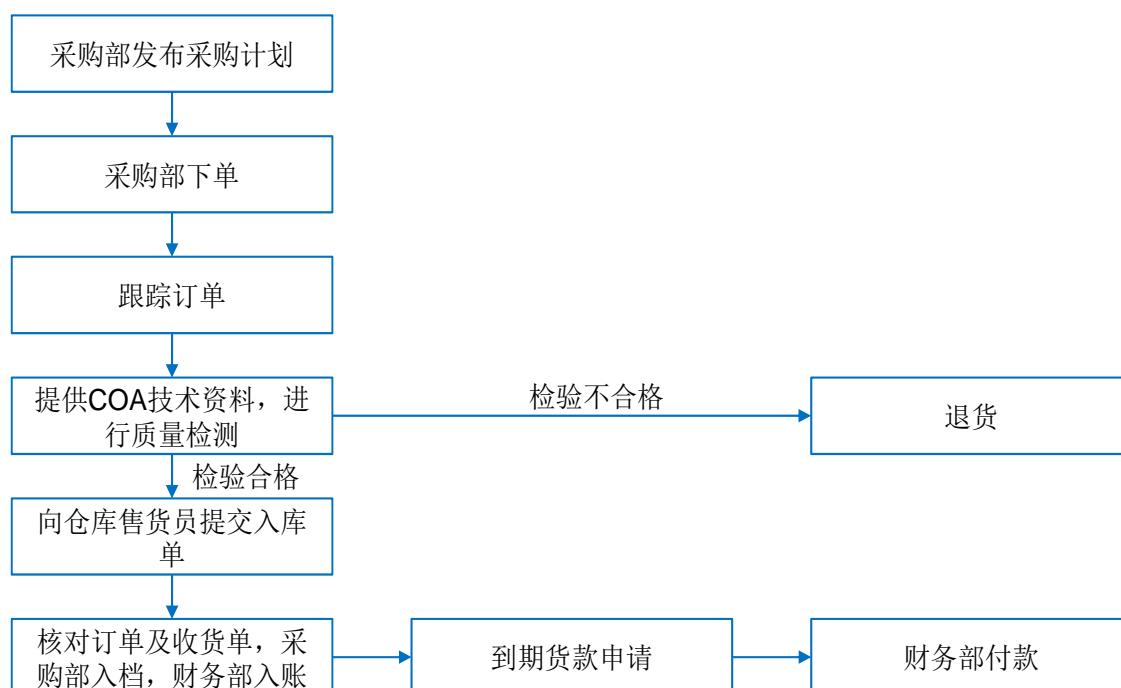 采购部发布采购计划
采购部下单
跟踪订单
提供COA技术资料，进
行质量检测
检验不合格
退货
检验合格
向仓库售货员提交入库
单
核对订单及收货单，采
购部入档，财务部入账
到期货款申请
财务部付款